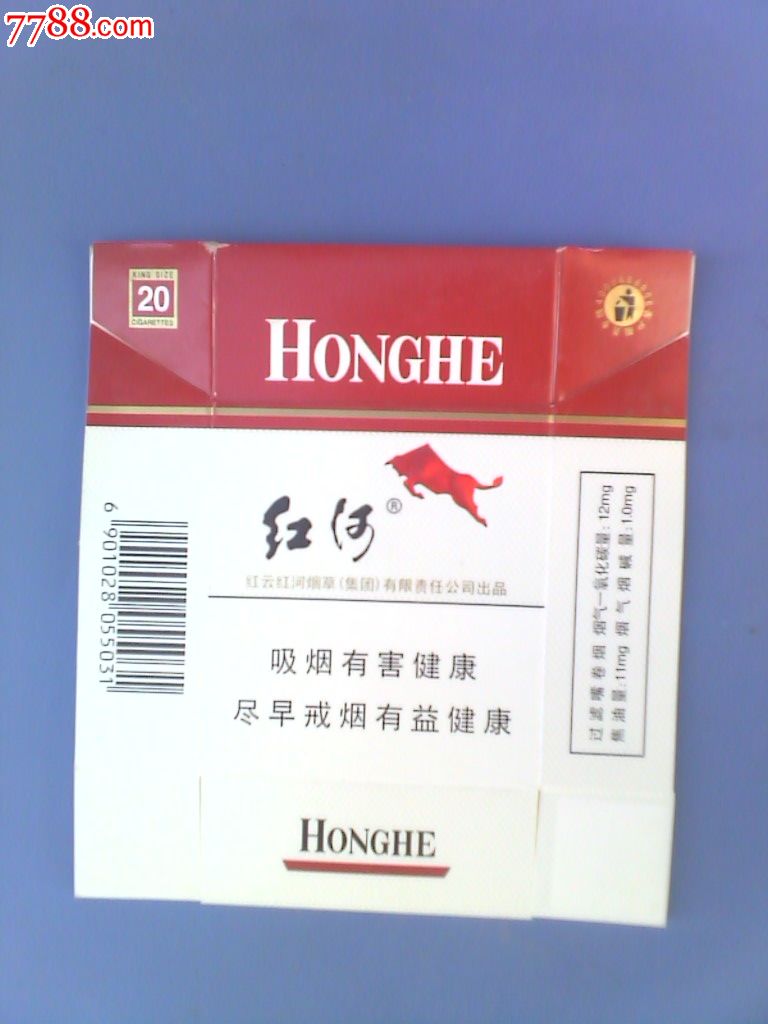 7788.com
KING SIZE
20
CIGARETTES
HONGHE
红河®
红云红河烟草(集团)有限责任公司出品
吸烟有害健康
尽早戒烟有益健康
HONGHE
6 901028 055031
过滤嘴卷烟 烟气一氧化碳量:12mg
焦油量:11mg 烟气烟碱量:1.0mg